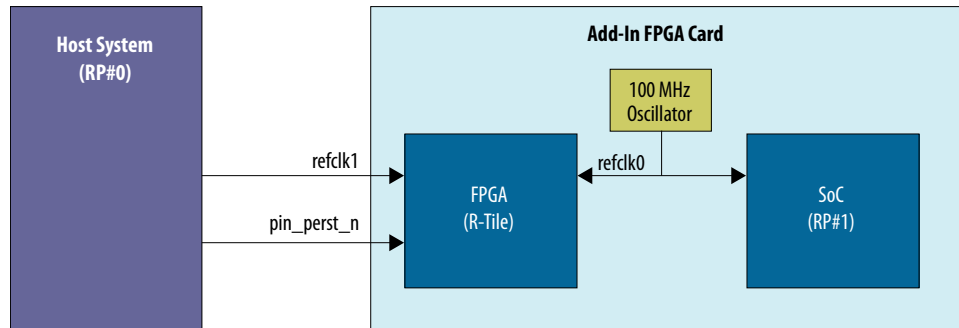 Host System
(RP#0)
Add-In FPGA Card
100 MHz
Oscillator
refclk1
refclk0
FPGA
(R-Tile)
SoC
(RP#1)
pin_perst_n